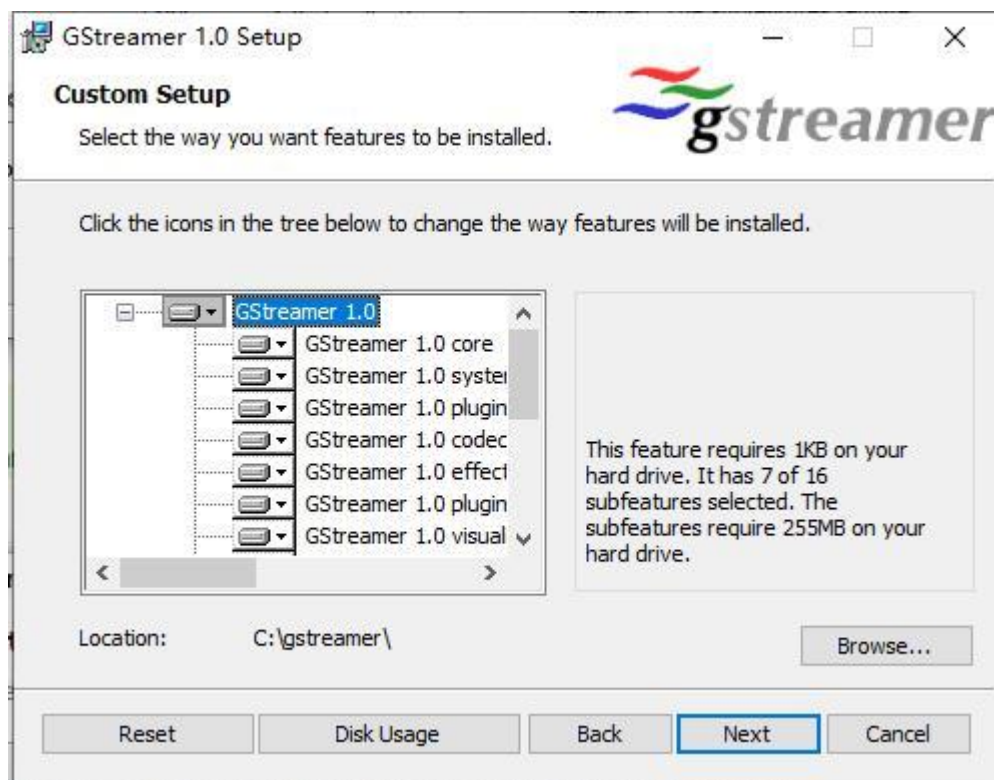 GStreamer 1.0 Setup
Custom Setup
Select the way you want features to be installed.
gstreamer
Click the icons in the tree below to change the way features will be installed.
GStreamer 1.0
GStreamer 1.0 core
GStreamer 1.0 syster
GStreamer 1.0 plugin
GStreamer 1.0 codec
GStreamer 1.0 effect
GStreamer 1.0 plugin
GStreamer 1.0 visual
This feature requires 1KB on your
hard drive. It has 7 of 16
subfeatures selected. The
subfeatures require 255MB on your
hard drive.
Location: C:\gstreamer\
Browse...
Reset Disk Usage Back Next Cancel